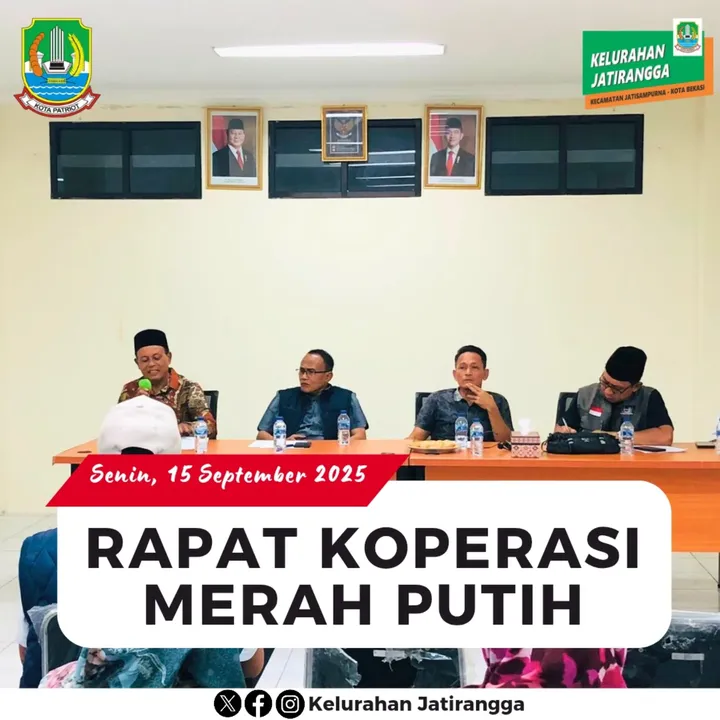 KOTA PATRIOT
KELURAHAN
JATIRANGGA
KECAMATAN JATISAMPURNA - KOTA BEKASI
Senin, 15 September 2025
RAPAT KOPERASI
MERAH PUTIH
Kelurahan Jatirangga